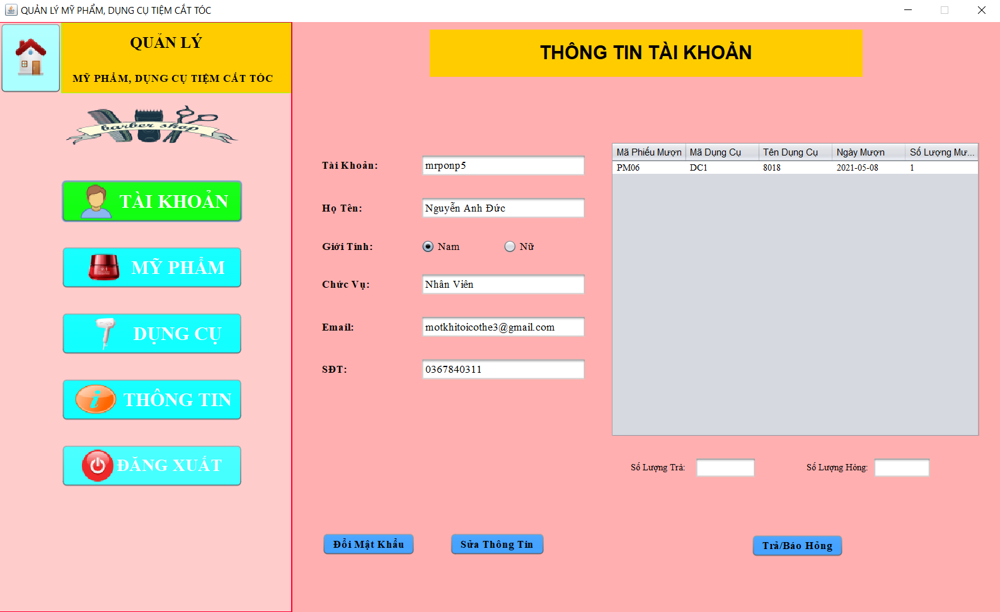 QUẢN LÝ MỸ PHẨM, DỤNG CỤ TIỆM CẮT TÓC
QUẢN LÝ
MỸ PHẨM, DỤNG CỤ TIỆM CẮT TÓC
barber shop
TÀI KHOẢN
MỸ PHẨM
DỤNG CỤ
THÔNG TIN
ĐĂNG XUẤT
THÔNG TIN TÀI KHOẢN
Tài Khoản: mrponp5
Họ Tên: Nguyễn Anh Đức
Giới Tính: Nam Nữ
Chức Vụ: Nhân Viên
Email: motkhitoicothe3@gmail.com
SĐT: 0367840311
Mã Phiếu Mượn Mã Dụng Cụ Tên Dụng Cụ Ngày Mượn Số Lượng Mư...
PM06 DC1 8018 2021-05-08 1
Số Lượng Trả: Số Lượng Hỏng:
Đổi Mật Khẩu Sửa Thông Tin Trả/Báo Hỏng